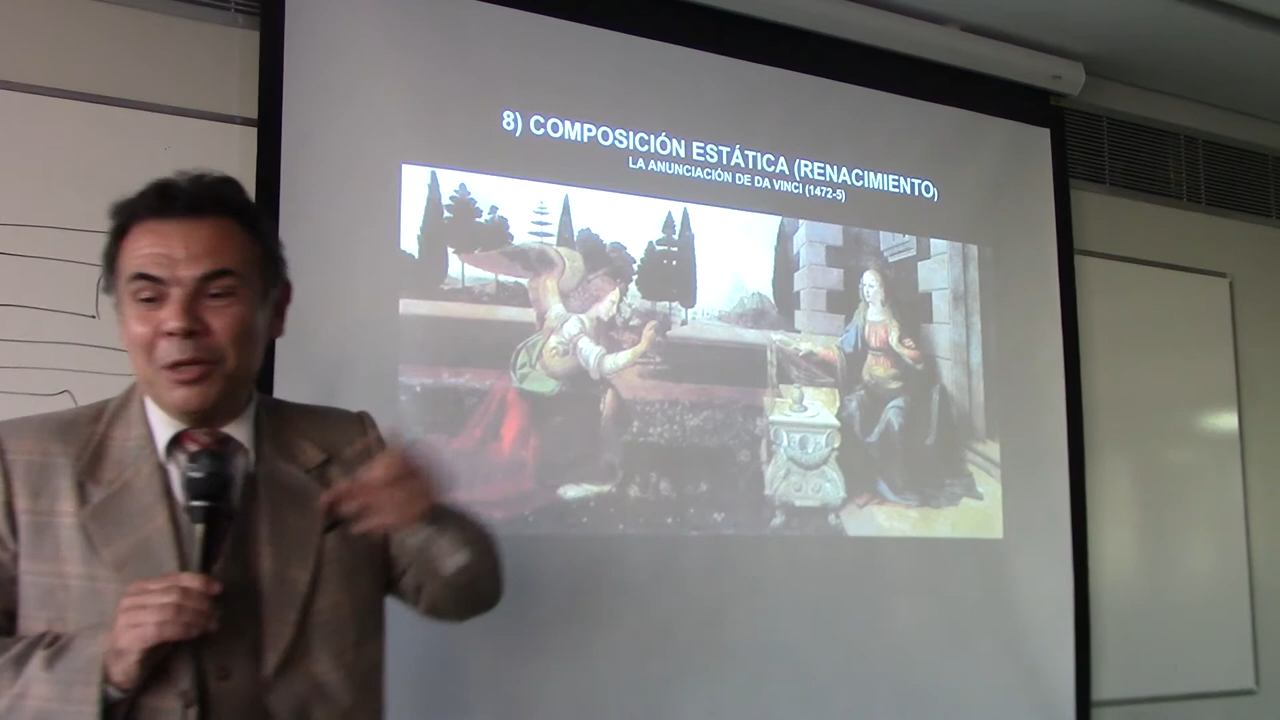 8) COMPOSICIÓN ESTÁTICA (RENACIMIENTO)
LA ANUNCIACIÓN DE DA VINCI (1472-5)